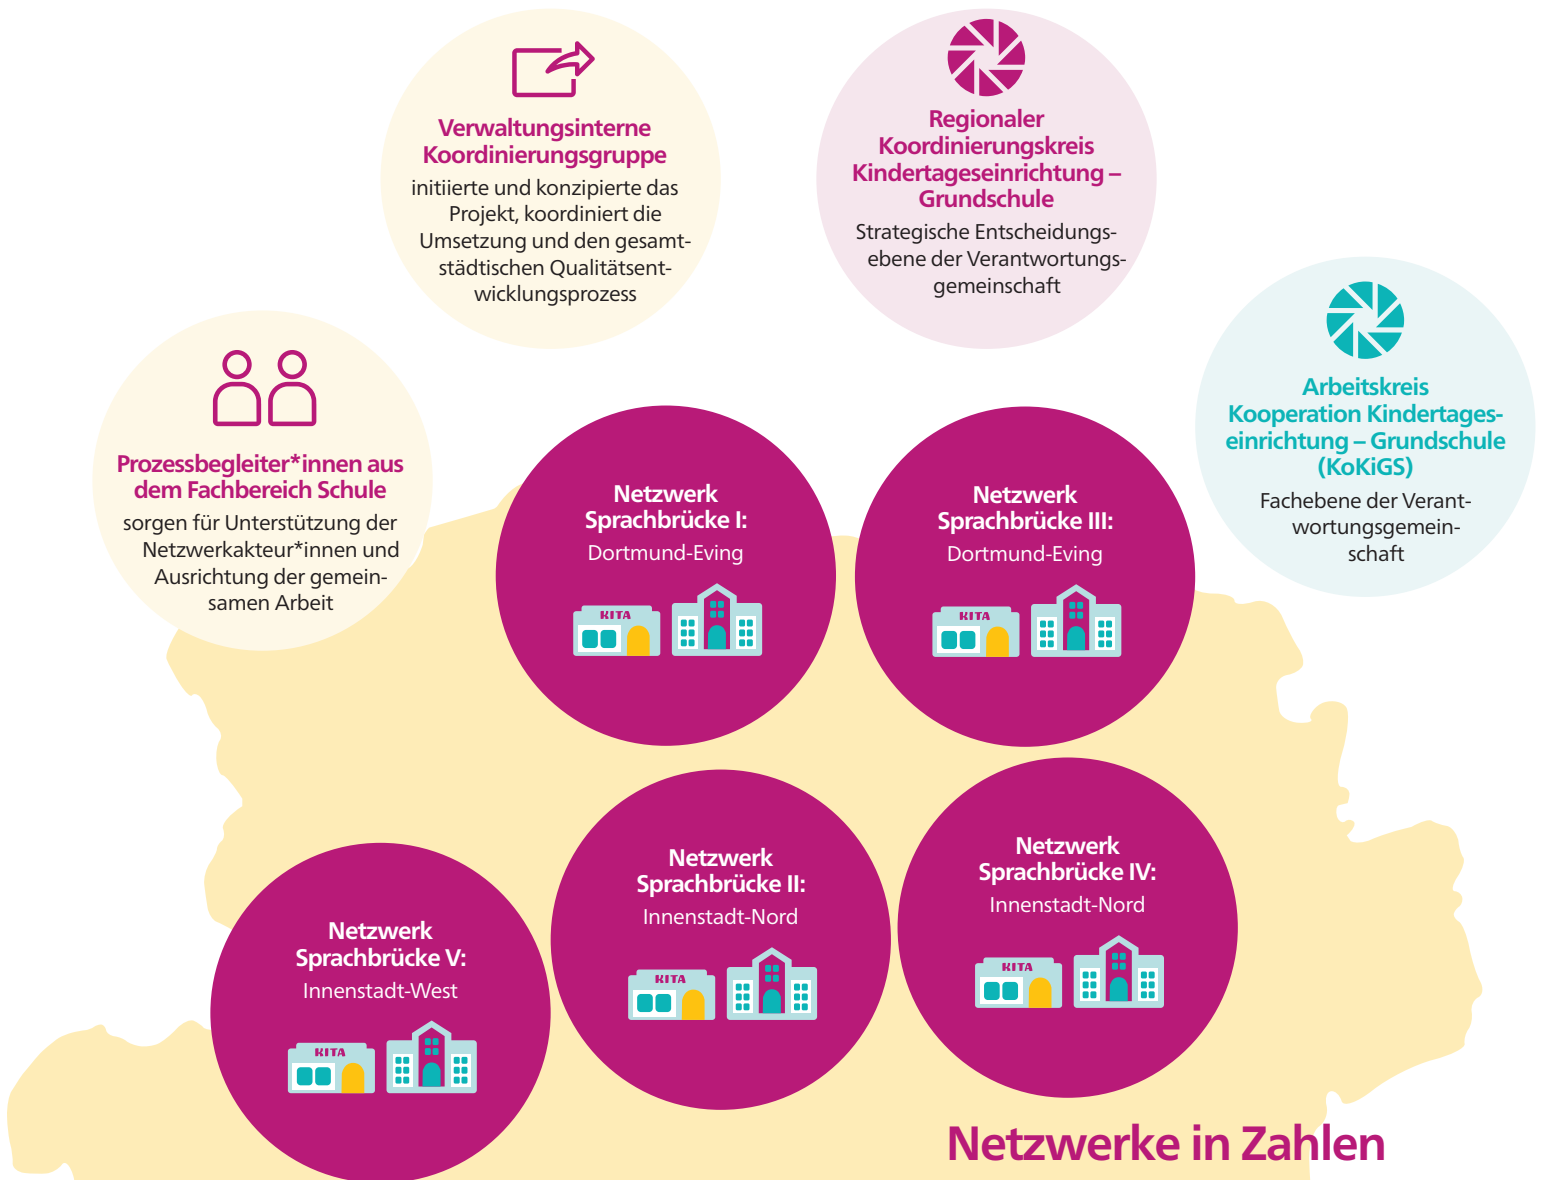 Verwaltungsinterne
Koordinierungsgruppe
initiierte und konzipierte das
Projekt, koordiniert die
Umsetzung und den gesamt-
städtischen Qualitätsent-
wicklungsprozess
Regionaler
Koordinierungskreis
Kindertageseinrichtung –
Grundschule
Strategische Entscheidungs-
ebene der Verantwortungs-
gemeinschaft
Arbeitskreis
Kooperation Kindertages-
einrichtung – Grundschule
(KoKiGS)
Fachebene der Verant-
wortungsgemein-
schaft
Prozessbegleiter*innen aus
dem Fachbereich Schule
sorgen für Unterstützung der
Netzwerkakteur*innen und
Ausrichtung der gemein-
samen Arbeit
Netzwerk
Sprachbrücke I:
Dortmund-Eving
KITA
Netzwerk
Sprachbrücke III:
Dortmund-Eving
KITA
Netzwerk
Sprachbrücke V:
Innenstadt-West
KITA
Netzwerk
Sprachbrücke II:
Innenstadt-Nord
KITA
Netzwerk
Sprachbrücke IV:
Innenstadt-Nord
KITA
Netzwerke in Zahlen